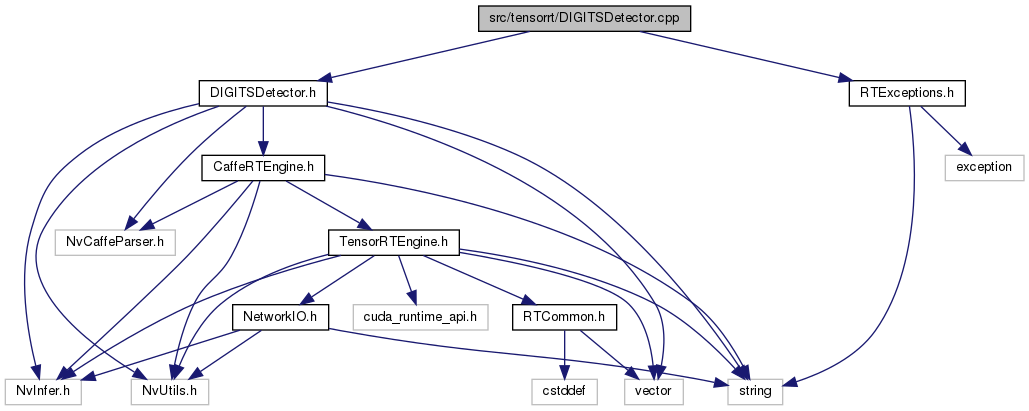 src/tensorrt/DIGITSDetector.cpp
DIGITSDetector.h
RTExceptions.h
CaffeRTEngine.h
exception
NvCaffeParser.h
TensorRTEngine.h
NetworkIO.h
cuda_runtime_api.h
RTCommon.h
NvInfer.h
NvUtils.h
cstddef
vector
string